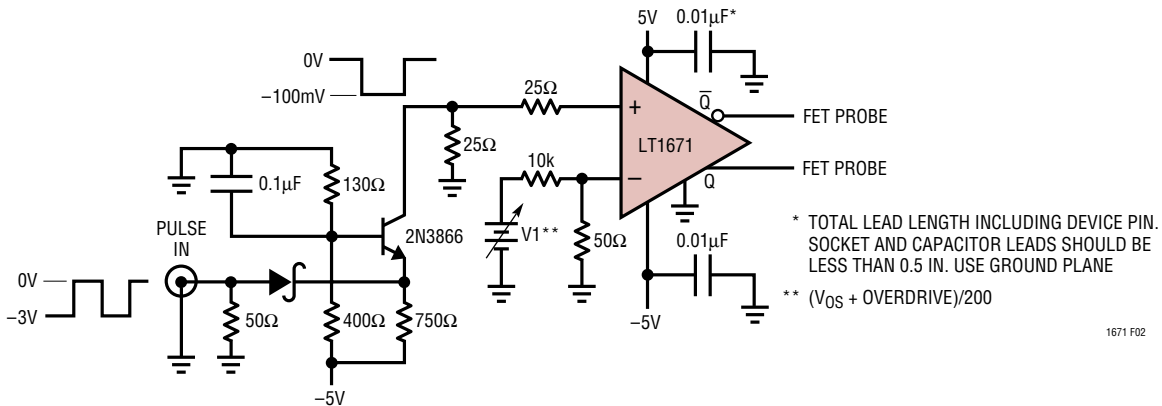 5V
0.01μF*
0V
−100mV
25Ω
+
Q̅
FET PROBE
25Ω
LT1671
10k
FET PROBE
−
Q
0.1μF
130Ω
PULSE
IN
2N3866
V1**
50Ω
0.01μF
* TOTAL LEAD LENGTH INCLUDING DEVICE PIN.
SOCKET AND CAPACITOR LEADS SHOULD BE
LESS THAN 0.5 IN. USE GROUND PLANE
0V
−3V
50Ω
400Ω
750Ω
−5V
** (VOS + OVERDRIVE)/200
−5V
1671 F02